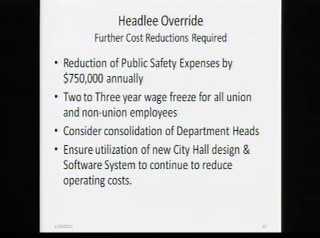 Headlee Override
Further Cost Reductions Required
• Reduction of Public Safety Expenses by
$750,000 annually
• Two to Three year wage freeze for all union
and non-union employees
• Consider consolidation of Department Heads
• Ensure utilization of new City Hall design &
Software System to continue to reduce
operating costs.